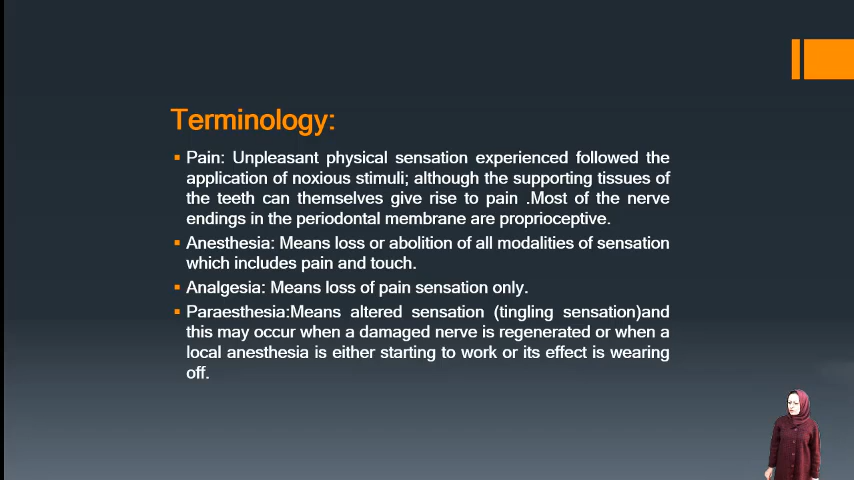 Terminology:
▪ Pain: Unpleasant physical sensation experienced followed the
application of noxious stimuli; although the supporting tissues of
the teeth can themselves give rise to pain .Most of the nerve
endings in the periodontal membrane are proprioceptive.
▪ Anesthesia: Means loss or abolition of all modalities of sensation
which includes pain and touch.
▪ Analgesia: Means loss of pain sensation only.
▪ Paraesthesia:Means altered sensation (tingling sensation)and
this may occur when a damaged nerve is regenerated or when a
local anesthesia is either starting to work or its effect is wearing
off.